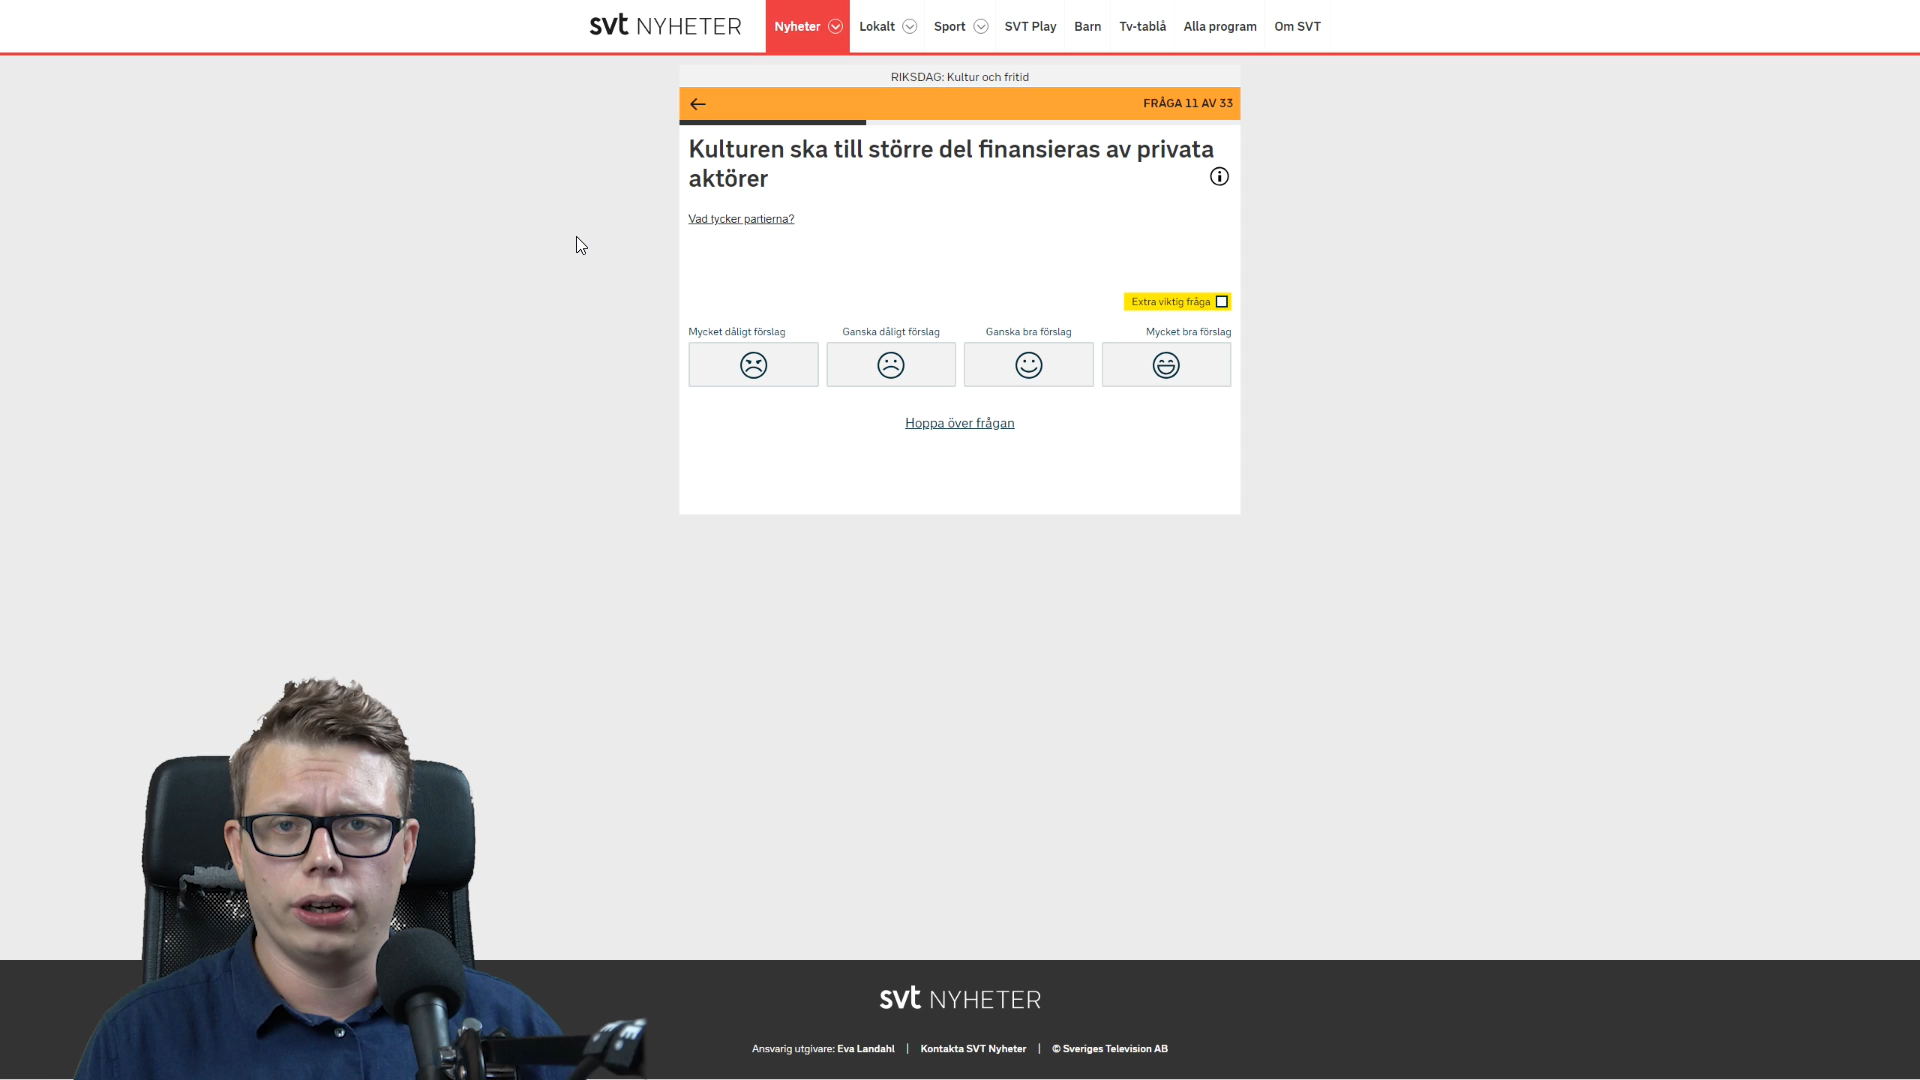 svt NYHETER
Nyheter
Lokalt
Sport
SVT Play
Barn
Tv-tablå
Alla program
Om SVT
RIKSDAG: Kultur och fritid
FRÅGA 11 AV 33
Kulturen ska till större del finansieras av privata
aktörer
Vad tycker partierna?
Extra viktig fråga
Mycket dåligt förslag
Ganska dåligt förslag
Ganska bra förslag
Mycket bra förslag
Hoppa över frågan
svt NYHETER
Ansvarig utgivare: Eva Landahl | Kontakta SVT Nyheter | © Sveriges Television AB